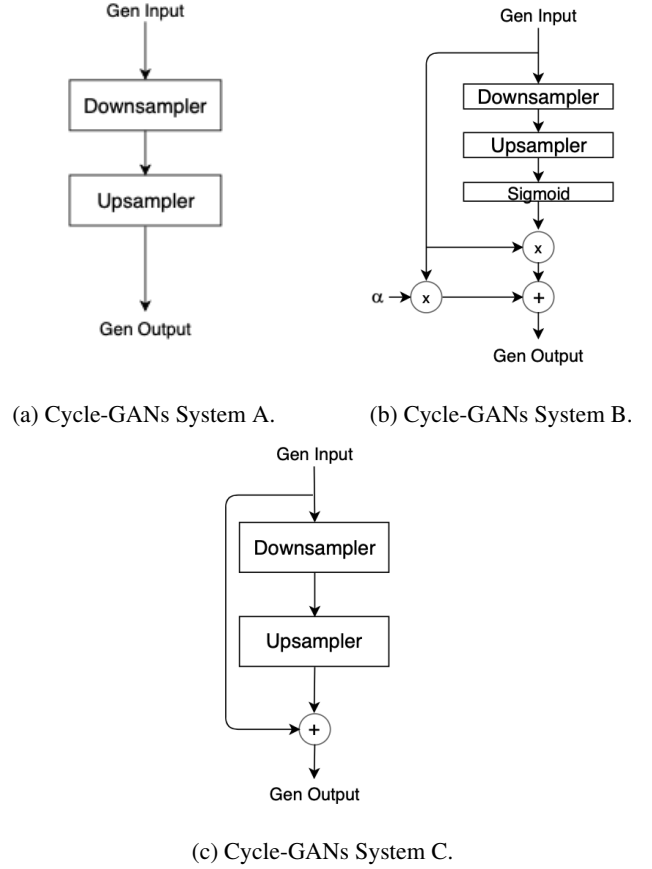 Gen Input
Downsampler
Upsampler
Gen Output
(a) Cycle-GANs System A.
Gen Input
Downsampler
Upsampler
Sigmoid
x
α
x
+
Gen Output
(b) Cycle-GANs System B.
Gen Input
Downsampler
Upsampler
+
Gen Output
(c) Cycle-GANs System C.